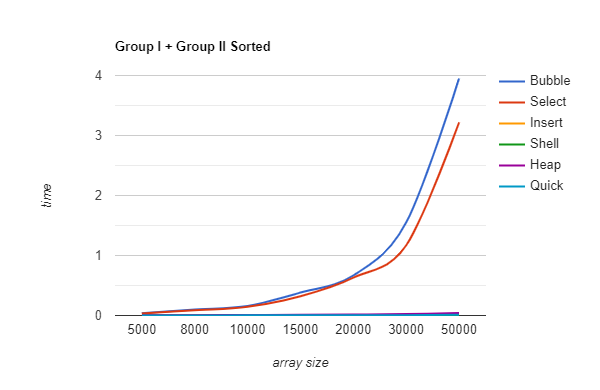 Group I + Group II Sorted
4
3
2
1
0
time
5000 8000 10000 15000 20000 30000 50000
array size
Bubble
Select
Insert
Shell
Heap
Quick